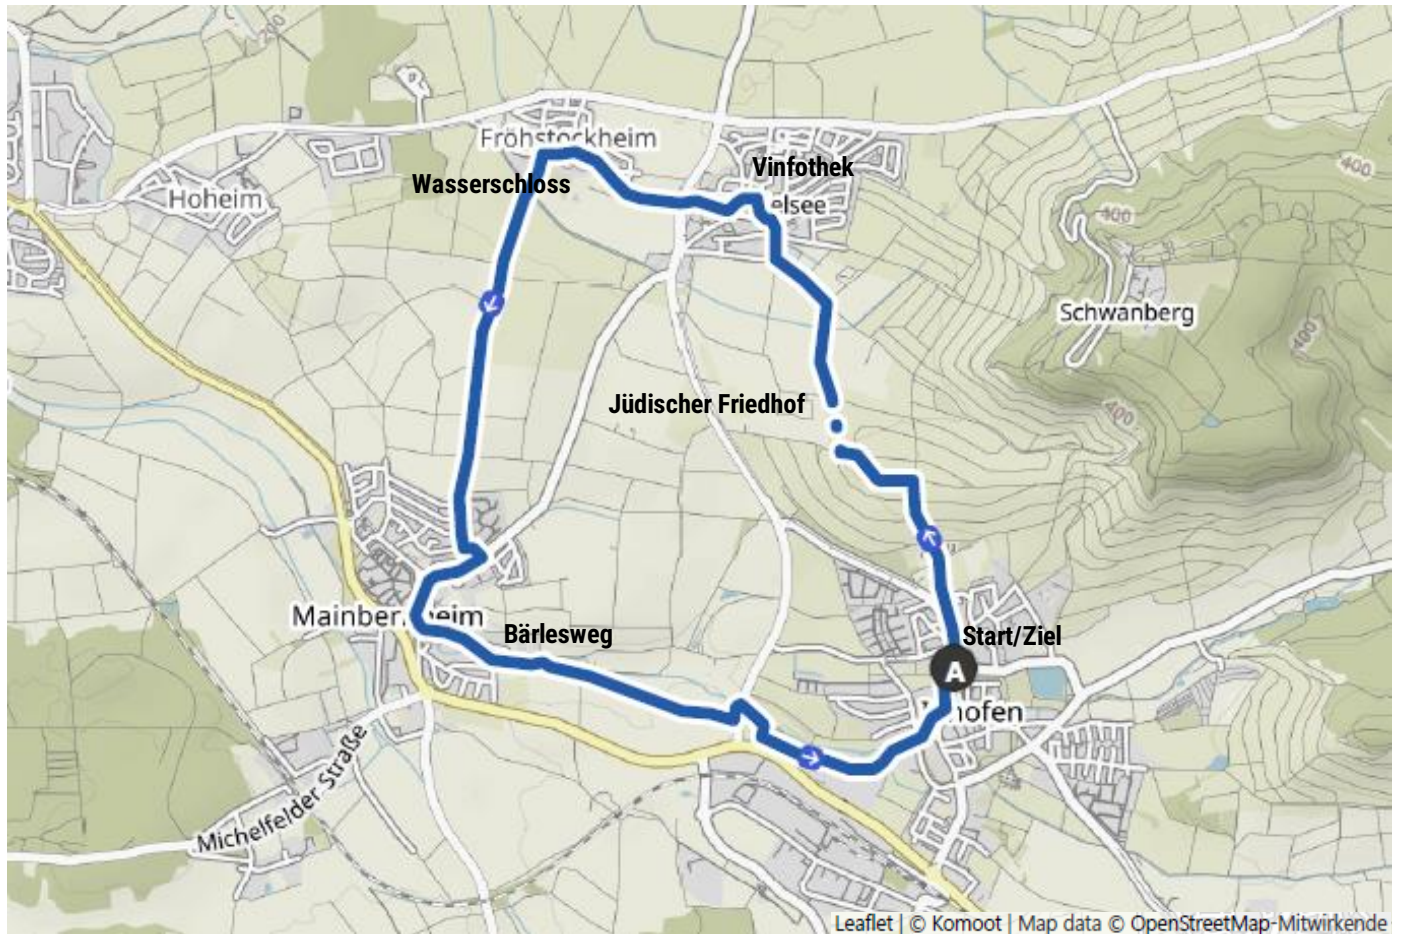 200
Fröhstockheim
Vinfothek
400
Wasserschloss
Hoheim
elsee
400
Schwanberg
400
Jüdischer Friedhof
400
Mainber
eim
Bärlesweg
Start/Ziel
A
hofen
Michelfelder Straße
Leaflet | © Komoot | Map data © OpenStreetMap-Mitwirkende